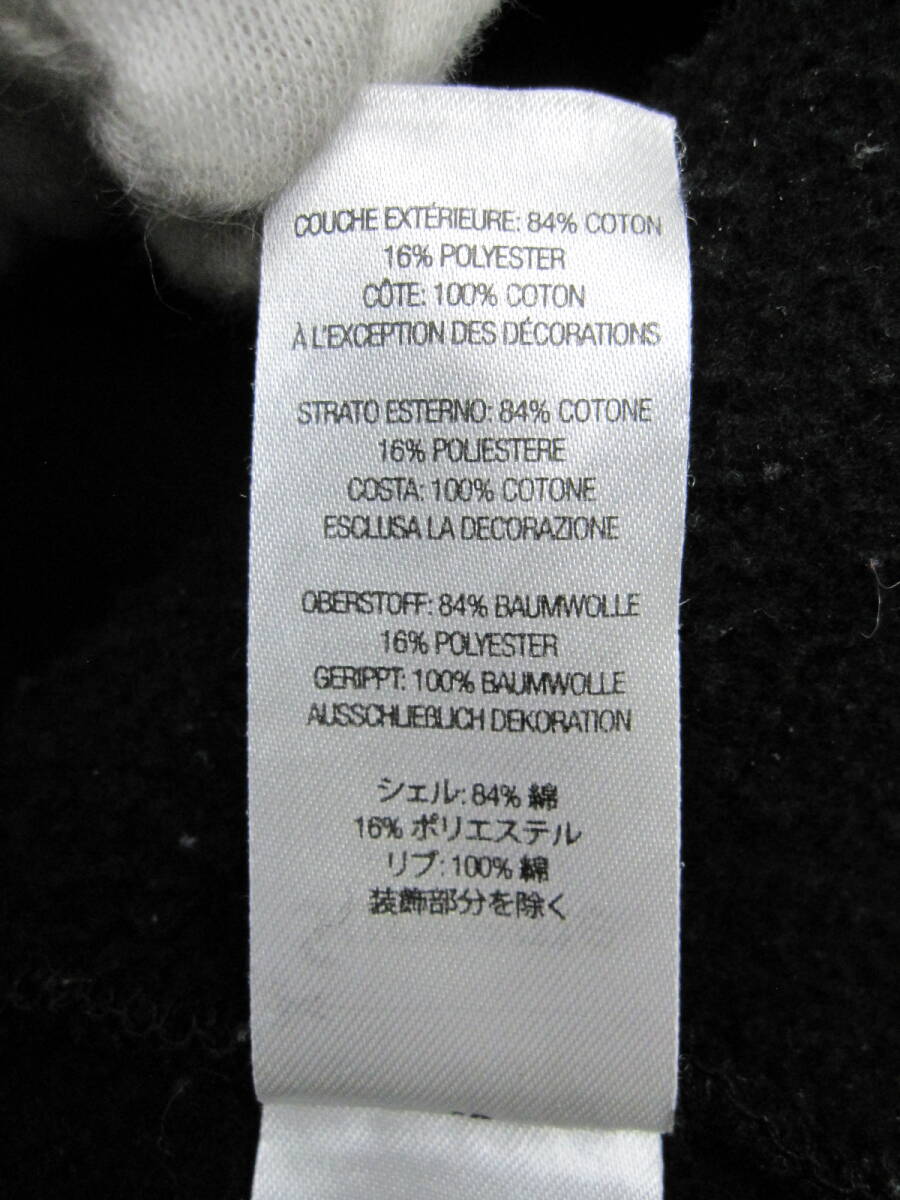 COUCHE EXTÉRIEURE: 84% COTON
16% POLYESTER
CÔTE: 100% COTON
À L'EXCEPTION DES DÉCORATIONS
STRATO ESTERNO: 84% COTONE
16% POLIESTERE
COSTA: 100% COTONE
ESCLUSA LA DECORAZIONE
OBERSTOFF: 84% BAUMWOLLE
16% POLYESTER
GERIPPT: 100% BAUMWOLLE
AUSSCHLIEßLICH DEKORATION
シェル: 84% 綿
16% ポリエステル
リブ: 100% 綿
装飾部分を除く